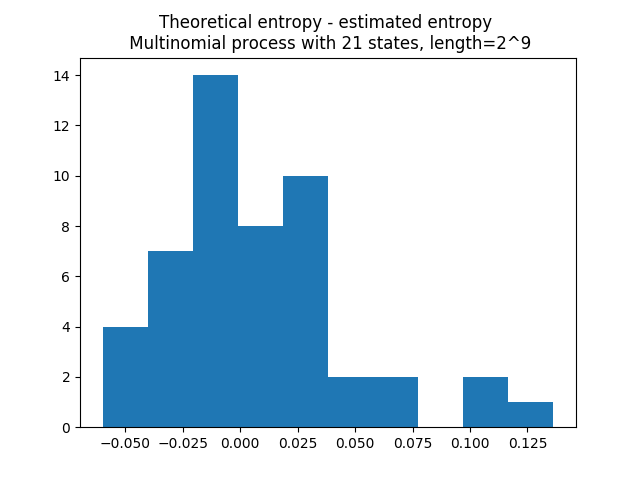 Theoretical entropy - estimated entropy
Multinomial process with 21 states, length=2^9
14
12
10
8
6
4
2
0
−0.050 −0.025 0.000 0.025 0.050 0.075 0.100 0.125